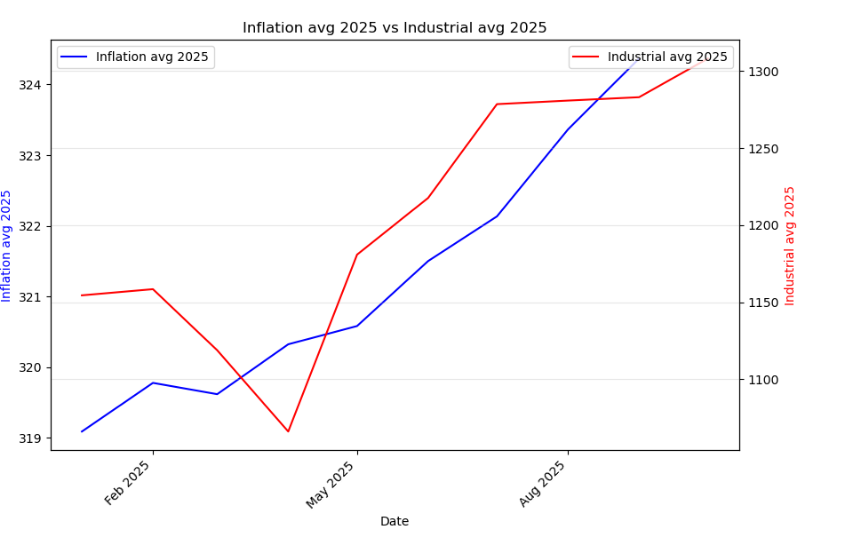 Inflation avg 2025 vs Industrial avg 2025
Inflation avg 2025
Industrial avg 2025
324
323
322
321
320
319
Inflation avg 2025
1300
1250
1200
1150
1100
Industrial avg 2025
Feb 2025
May 2025
Aug 2025
Date